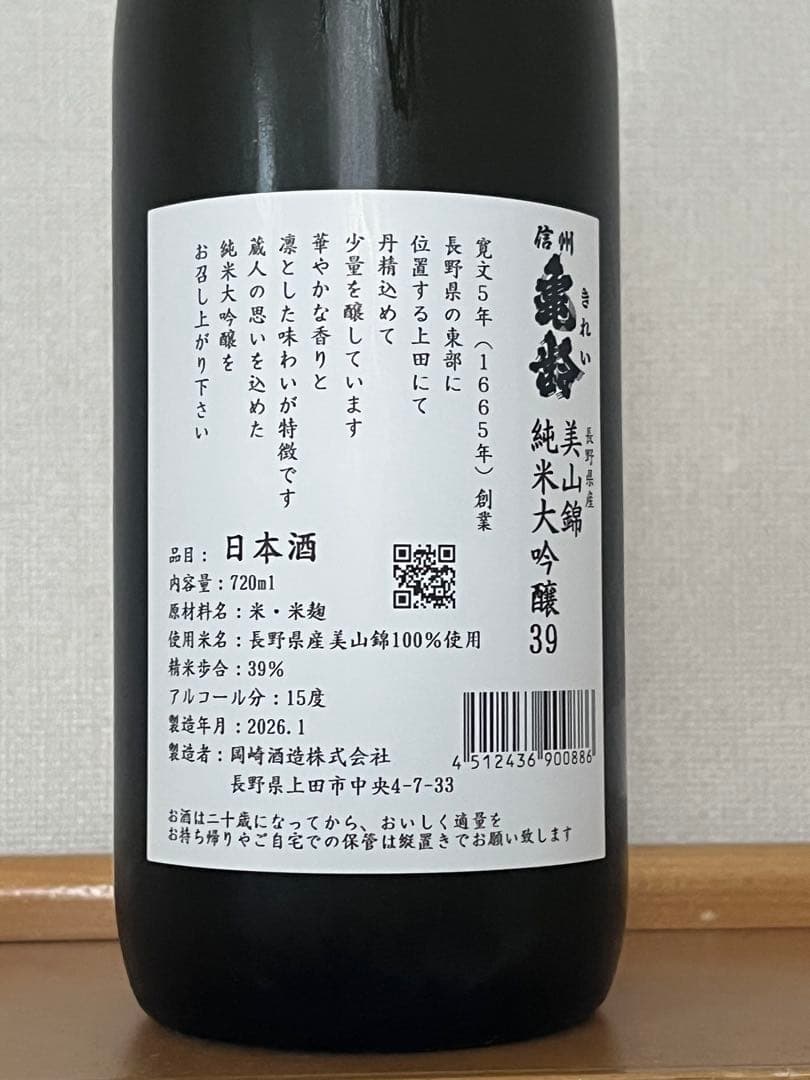 信州
亀齢
きれい
長野県産
美山錦
純米大吟醸39
寛文5年（1665年）創業
長野県の東部に
位置する上田にて
丹精込めて
少量を醸しています
華やかな香りと
凛とした味わいが特徴です
蔵人の思いを込めた
純米大吟醸を
お召し上がり下さい
品目：日本酒
内容量：720ml
原材料名：米・米麹
使用米名：長野県産美山錦100%使用
精米歩合：39%
アルコール分：15度
製造年月：2026.1
製造者：岡崎酒造株式会社
長野県上田市中央4-7-33
4512436900886
お酒は二十歳になってから、おいしく適量を
お持ち帰りやご自宅での保管は縦置きでお願い致します